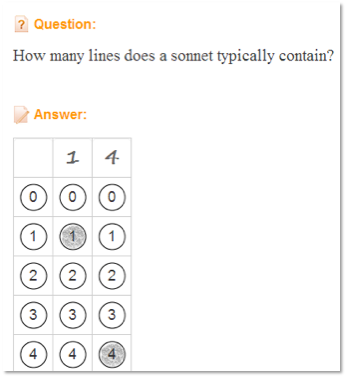 Question:
How many lines does a sonnet typically contain?
Answer:
1 4
0 0 0
1 1 1
2 2 2
3 3 3
4 4 4